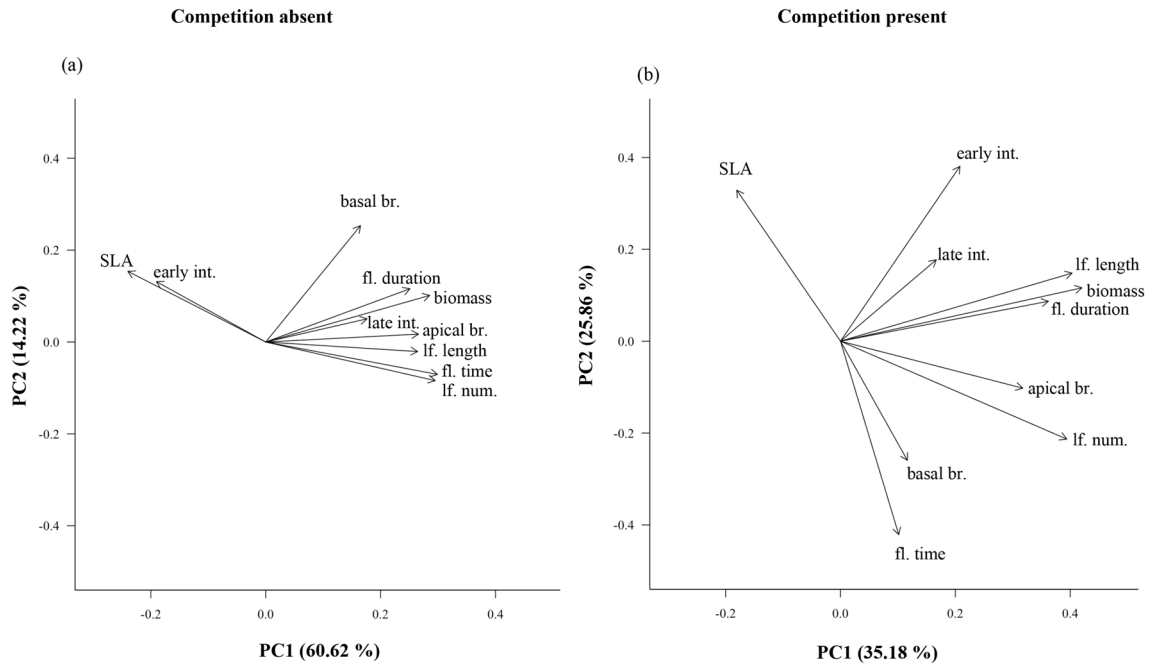 Competition absent
Competition present
(a)
(b)
0.4
0.2
0.0
-0.2
-0.4
-0.2
0.0
0.2
0.4
PC2 (14.22 %)
PC1 (60.62 %)
SLA
early int.
basal br.
fl. duration
biomass
late int.
apical br.
lf. length
fl. time
lf. num.
0.4
0.2
0.0
-0.2
-0.4
-0.2
0.0
0.2
0.4
PC2 (25.86 %)
PC1 (35.18 %)
SLA
early int.
late int.
lf. length
biomass
fl. duration
apical br.
lf. num.
basal br.
fl. time